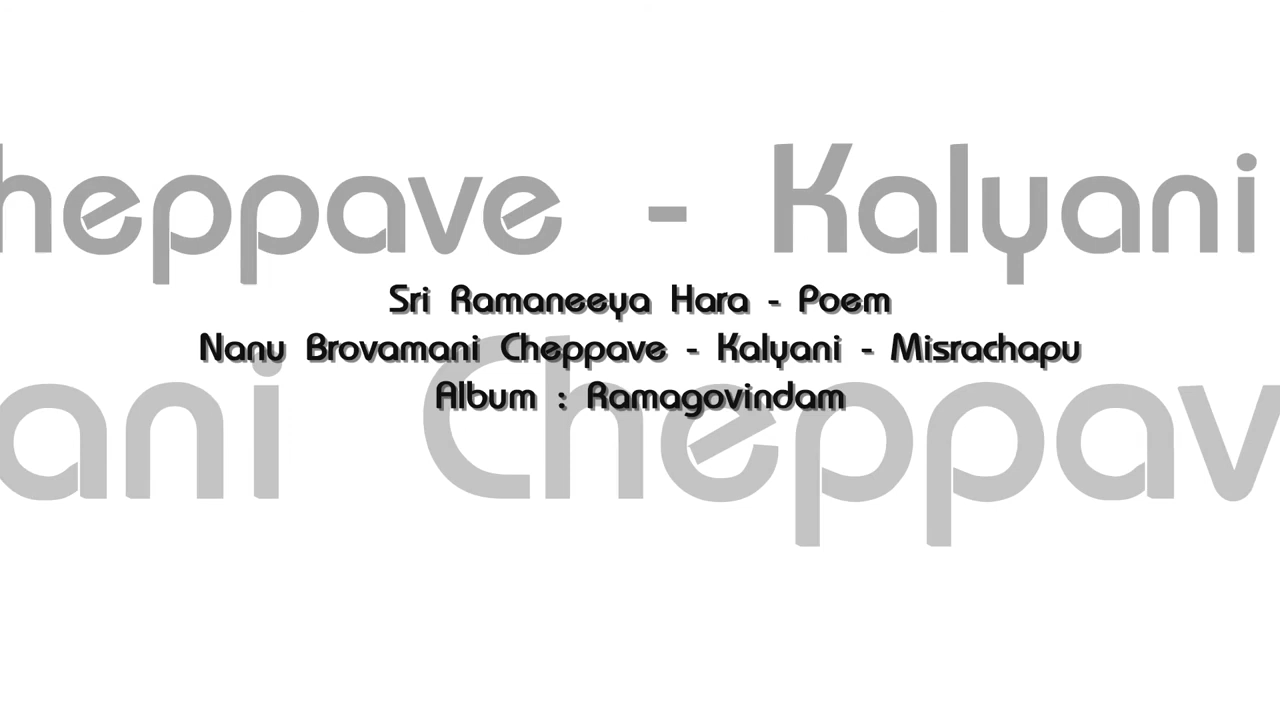 heppave - Kalyani
Sri Ramaneeya Hara - Poem
Nanu Brovamani Cheppave - Kalyani - Misrachapu
Album : Ramagovindam
ani Cheppav